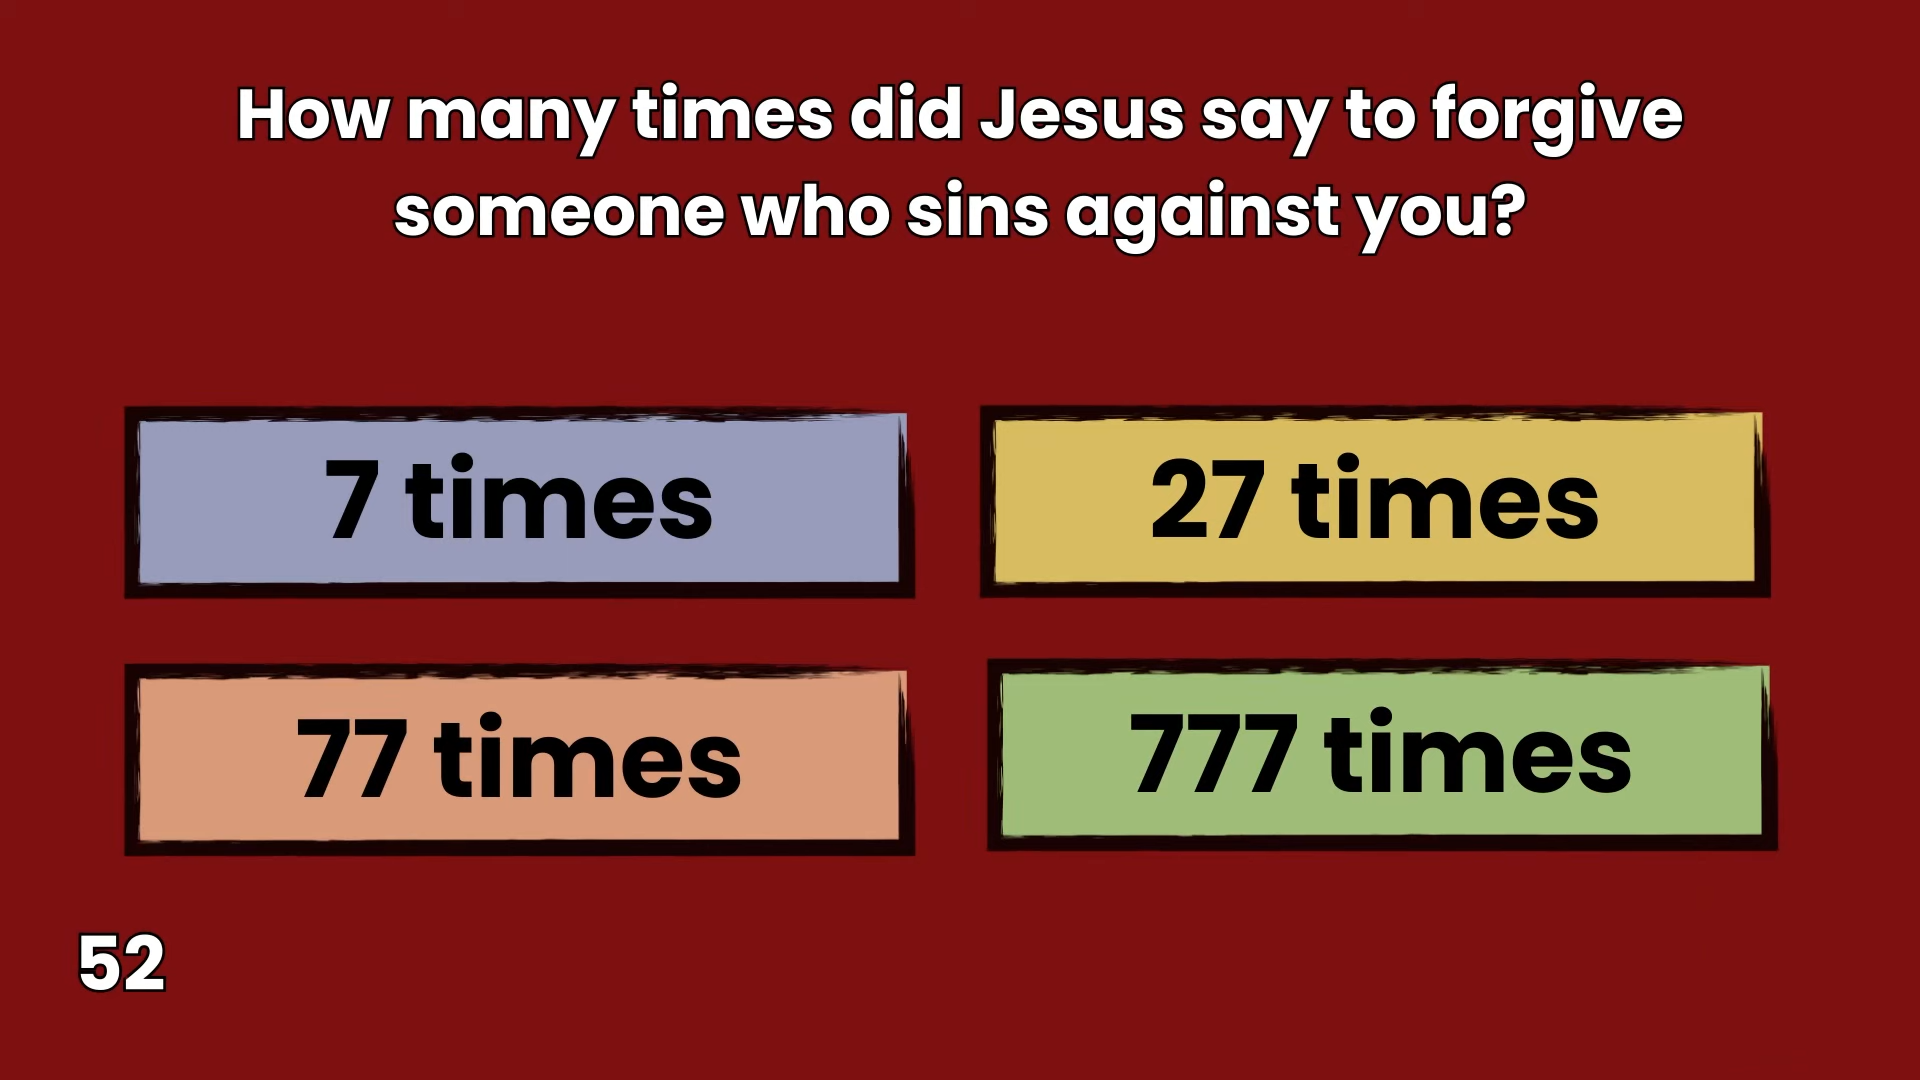 How many times did Jesus say to forgive
someone who sins against you?
7 times
27 times
77 times
777 times
52